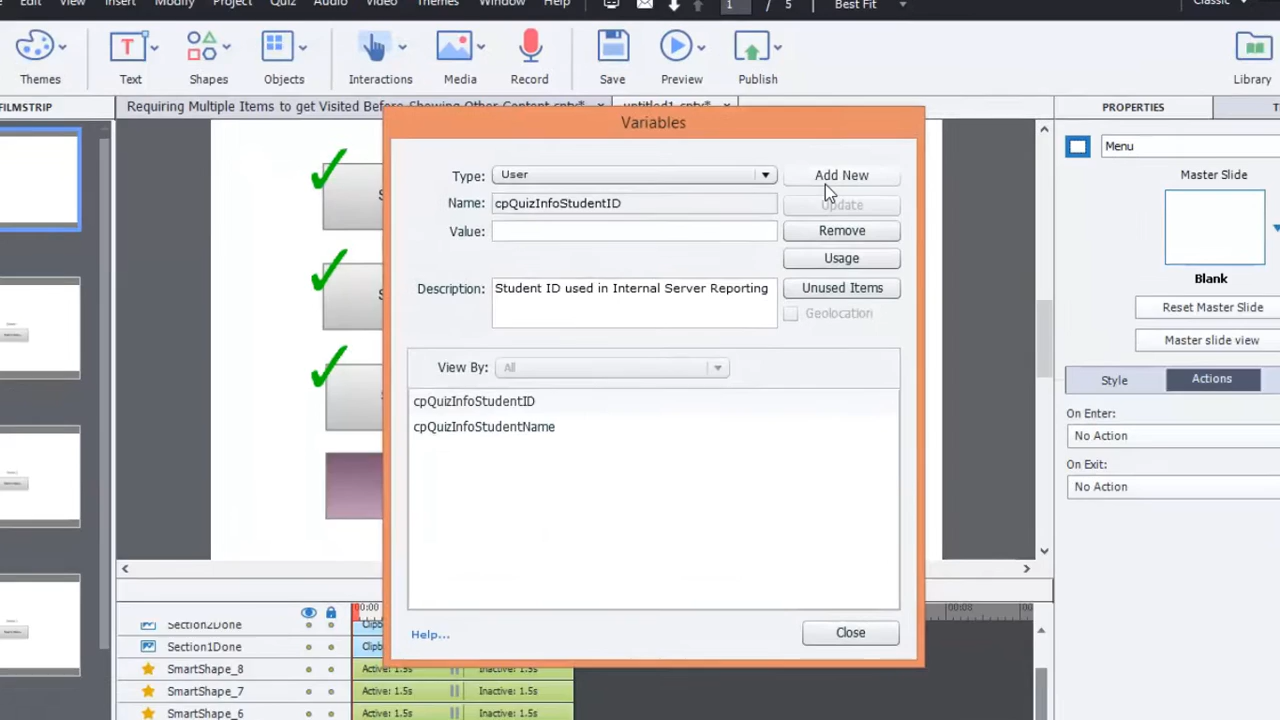 View Insert Modify Project Quiz Audio Video Themes Window Help 1 / 5 Best Fit Classic
Themes Text Shapes Objects Interactions Media Record Save Preview Publish Library
FILMSTRIP
Requiring Multiple Items to get Visited Before Showing Other Content.cptx* × untitled1.cptx* ×
PROPERTIES
Variables
Menu
Type: User Add New
Master Slide
Name: cpQuizInfoStudentID Update
Value: Remove
Usage
Blank
Description: Student ID used in Internal Server Reporting Unused Items
Geolocation
Reset Master Slide
Master slide view
View By: All
Style Actions
cpQuizInfoStudentID
cpQuizInfoStudentName
On Enter:
No Action
On Exit:
No Action
Help... Close
00:00 00:08
Section2Done
Section1Done
SmartShape_8 Active: 1.5s Inactive: 1.5s
SmartShape_7 Active: 1.5s Inactive: 1.5s
SmartShape_6 Active: 1.5s Inactive: 1.5s